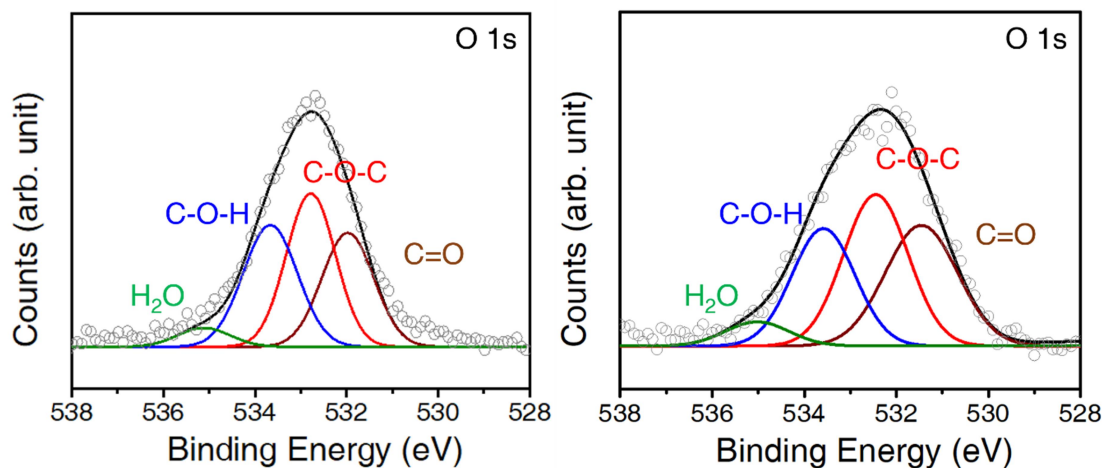 O 1s
Counts (arb. unit)
C-O-C
C-O-H
C=O
H₂O
538 536 534 532 530 528
Binding Energy (eV)
O 1s
Counts (arb. unit)
C-O-C
C-O-H
C=O
H₂O
538 536 534 532 530 528
Binding Energy (eV)